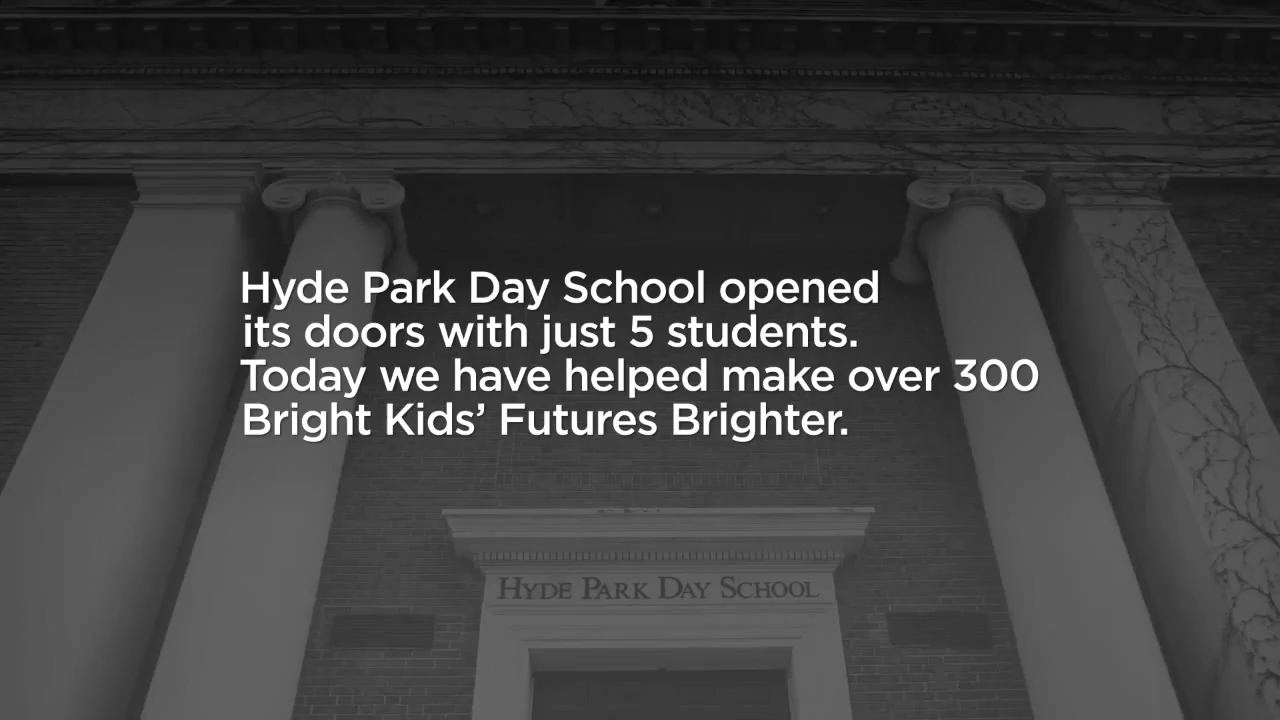 Hyde Park Day School opened
its doors with just 5 students.
Today we have helped make over 300
Bright Kids’ Futures Brighter.
HYDE PARK DAY SCHOOL